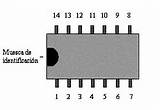 14 13 12 11 10 9 8
Muesca de
identificación
1 2 3 4 5 6 7